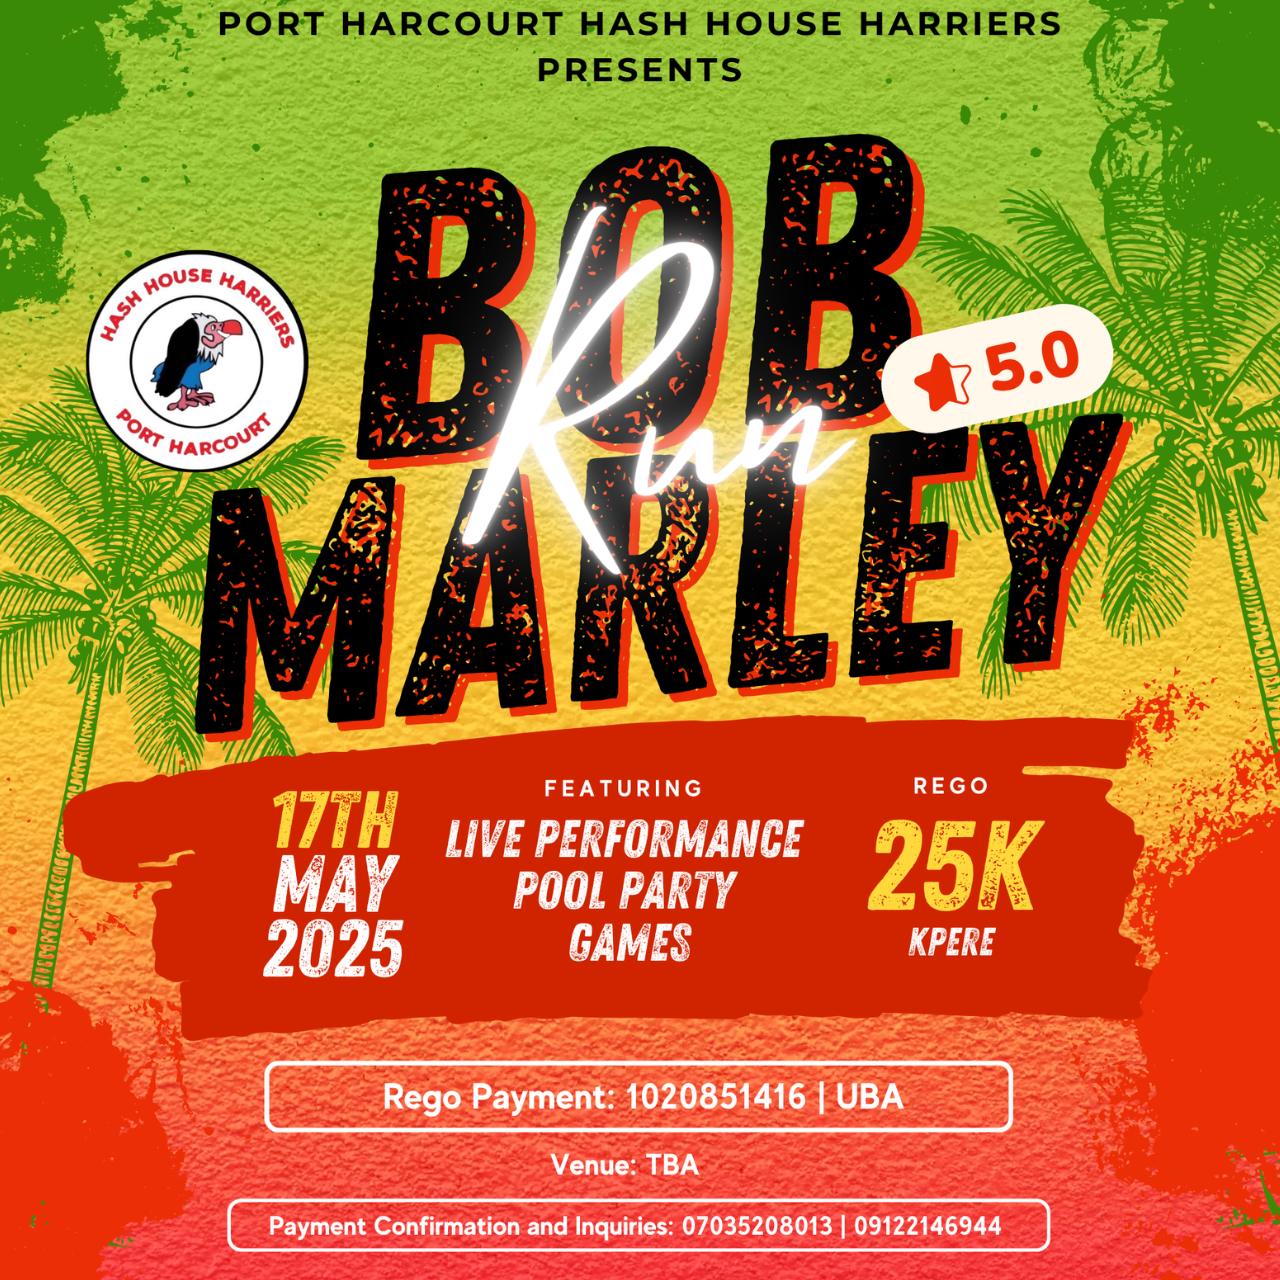 PORT HARCOURT HASH HOUSE HARRIERS
PRESENTS
BOB
Run
MARLEY
5.0
HASH HOUSE HARRIERS
PORT HARCOURT
17TH
MAY
2025
FEATURING
LIVE PERFORMANCE
POOL PARTY
GAMES
REGO
25K
KPERE
Rego Payment: 1020851416 | UBA
Venue: TBA
Payment Confirmation and Inquiries: 07035208013 | 09122146944